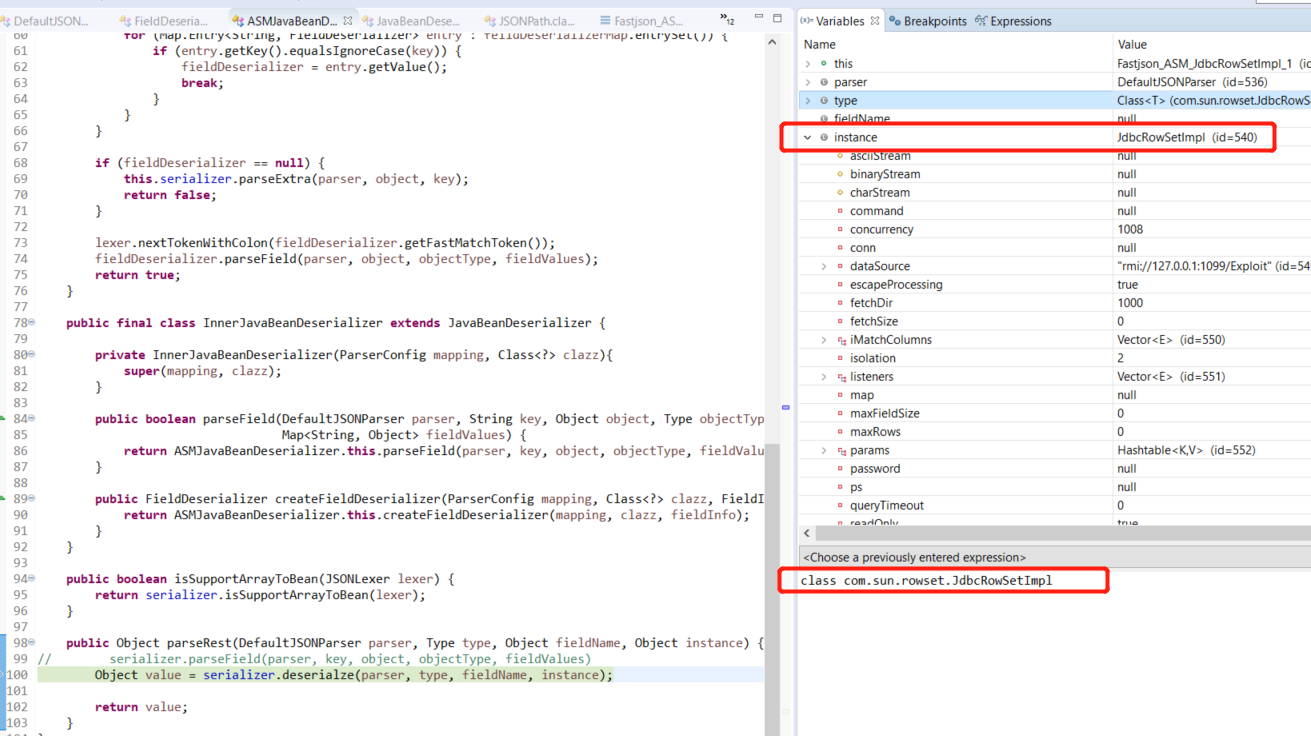 DefaultJSON...
FieldDeseria...
ASMJavaBeanD...
JavaBeanDese...
JSONPath.cla...
Fastjson_AS...
»12
60 for (Map.Entry<String, FieldDeserializer> entry : feildDeserializerMap.entrySet()) {
61 if (entry.getKey().equalsIgnoreCase(key)) {
62 fieldDeserializer = entry.getValue();
63 break;
64 }
65 }
66 }
67
68 if (fieldDeserializer == null) {
69 this.serializer.parseExtra(parser, object, key);
70 return false;
71 }
72
73 lexer.nextTokenWithColon(fieldDeserializer.getFastMatchToken());
74 fieldDeserializer.parseField(parser, object, objectType, fieldValues);
75 return true;
76 }
77
78 public final class InnerJavaBeanDeserializer extends JavaBeanDeserializer {
79
80 private InnerJavaBeanDeserializer(ParserConfig mapping, Class<?> clazz){
81 super(mapping, clazz);
82 }
83
84 public boolean parseField(DefaultJSONParser parser, String key, Object object, Type objectTyp
85 Map<String, Object> fieldValues) {
86 return ASMJavaBeanDeserializer.this.parseField(parser, key, object, objectType, fieldValu
87 }
88
89 public FieldDeserializer createFieldDeserializer(ParserConfig mapping, Class<?> clazz, FieldI
90 return ASMJavaBeanDeserializer.this.createFieldDeserializer(mapping, clazz, fieldInfo);
91 }
92 }
93
94 public boolean isSupportArrayToBean(JSONLexer lexer) {
95 return serializer.isSupportArrayToBean(lexer);
96 }
97
98 public Object parseRest(DefaultJSONParser parser, Type type, Object fieldName, Object instance) {
99 // serializer.parseField(parser, key, object, objectType, fieldValues)
100 Object value = serializer.deserialze(parser, type, fieldName, instance);
101
102 return value;
103 }
(x)= Variables
Breakpoints
Expressions
Name Value
this Fastjson_ASM_JdbcRowSetImpl_1 (ic
parser DefaultJSONParser (id=536)
type Class<T> (com.sun.rowset.JdbcRowS
fieldName null
instance JdbcRowSetImpl (id=540)
asciiStream null
binaryStream null
charStream null
command null
concurrency 1008
conn null
dataSource "rmi://127.0.0.1:1099/Exploit" (id=54
escapeProcessing true
fetchDir 1000
fetchSize 0
iMatchColumns Vector<E> (id=550)
isolation 2
listeners Vector<E> (id=551)
map null
maxFieldSize 0
maxRows 0
params Hashtable<K,V> (id=552)
password null
ps null
queryTimeout 0
readOnly true
<Choose a previously entered expression>
class com.sun.rowset.JdbcRowSetImpl